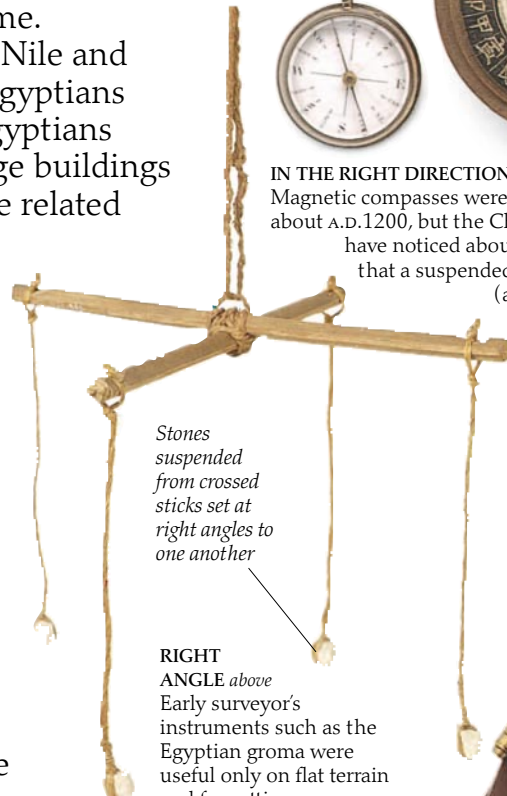 me.
Nile and
gyptians
gyptians
ge buildings
e related
IN THE RIGHT DIRECTION
Magnetic compasses were
about A.D.1200, but the Ch
have noticed abou
that a suspended
(a
Stones
suspended
from crossed
sticks set at
right angles to
one another
RIGHT
ANGLE above
Early surveyor's
instruments such as the
Egyptian groma were
useful only on flat terrain
e